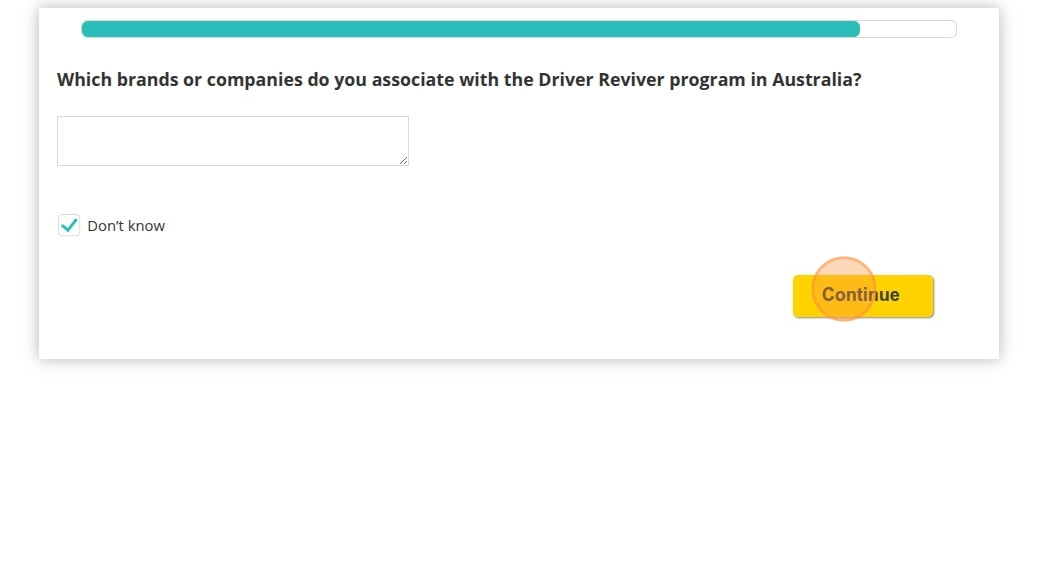 Which brands or companies do you associate with the Driver Reviver program in Australia?
Don't know
Continue